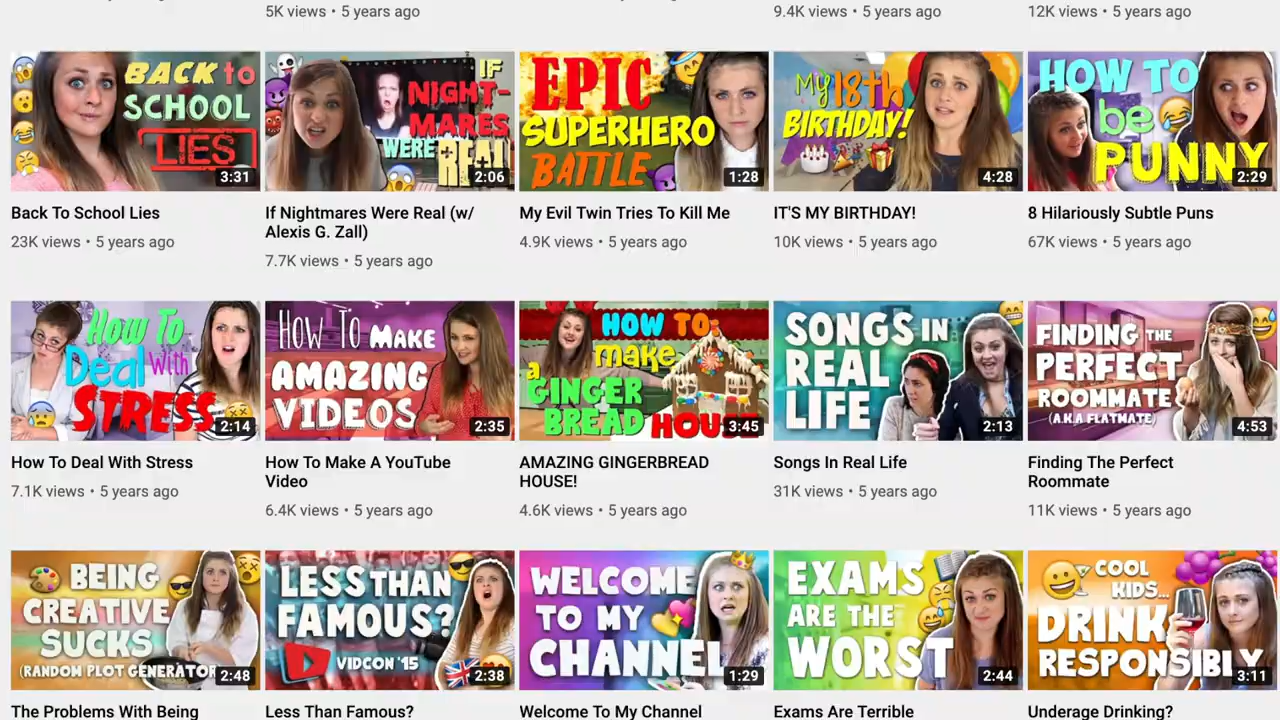 5K views • 5 years ago
9.4K views • 5 years ago
12K views • 5 years ago
BACK to
SCHOOL
LIES
3:31
IF
NIGHT-
MARES
WERE
REAL
2:06
EPIC
SUPERHERO
BATTLE
1:28
My 18th
BIRTHDAY!
4:28
HOW TO
be
PUNNY
2:29
Back To School Lies
23K views • 5 years ago
If Nightmares Were Real (w/
Alexis G. Zall)
7.7K views • 5 years ago
My Evil Twin Tries To Kill Me
4.9K views • 5 years ago
IT'S MY BIRTHDAY!
10K views • 5 years ago
8 Hilariously Subtle Puns
67K views • 5 years ago
How To
Deal With
STRESS
2:14
HOW TO MAKE
AMAZING
VIDEOS
2:35
HOW TO:
make
a
GINGER
BREAD HOUSE
3:45
SONGS IN
REAL
LIFE
2:13
FINDING THE
PERFECT
ROOMMATE
(A.K.A FLATMATE)
4:53
How To Deal With Stress
7.1K views • 5 years ago
How To Make A YouTube
Video
6.4K views • 5 years ago
AMAZING GINGERBREAD
HOUSE!
4.6K views • 5 years ago
Songs In Real Life
31K views • 5 years ago
Finding The Perfect
Roommate
11K views • 5 years ago
BEING
CREATIVE
SUCKS
(RANDOM PLOT GENERATOR
2:48
LESS THAN
FAMOUS?
VIDCON '15
2:38
WELCOME
TO MY
CHANNEL
1:29
EXAMS
ARE THE
WORST
2:44
COOL
KIDS...
DRINK
RESPONSIBLY
3:11
The Problems With Being
Less Than Famous?
Welcome To My Channel
Exams Are Terrible
Underage Drinking?